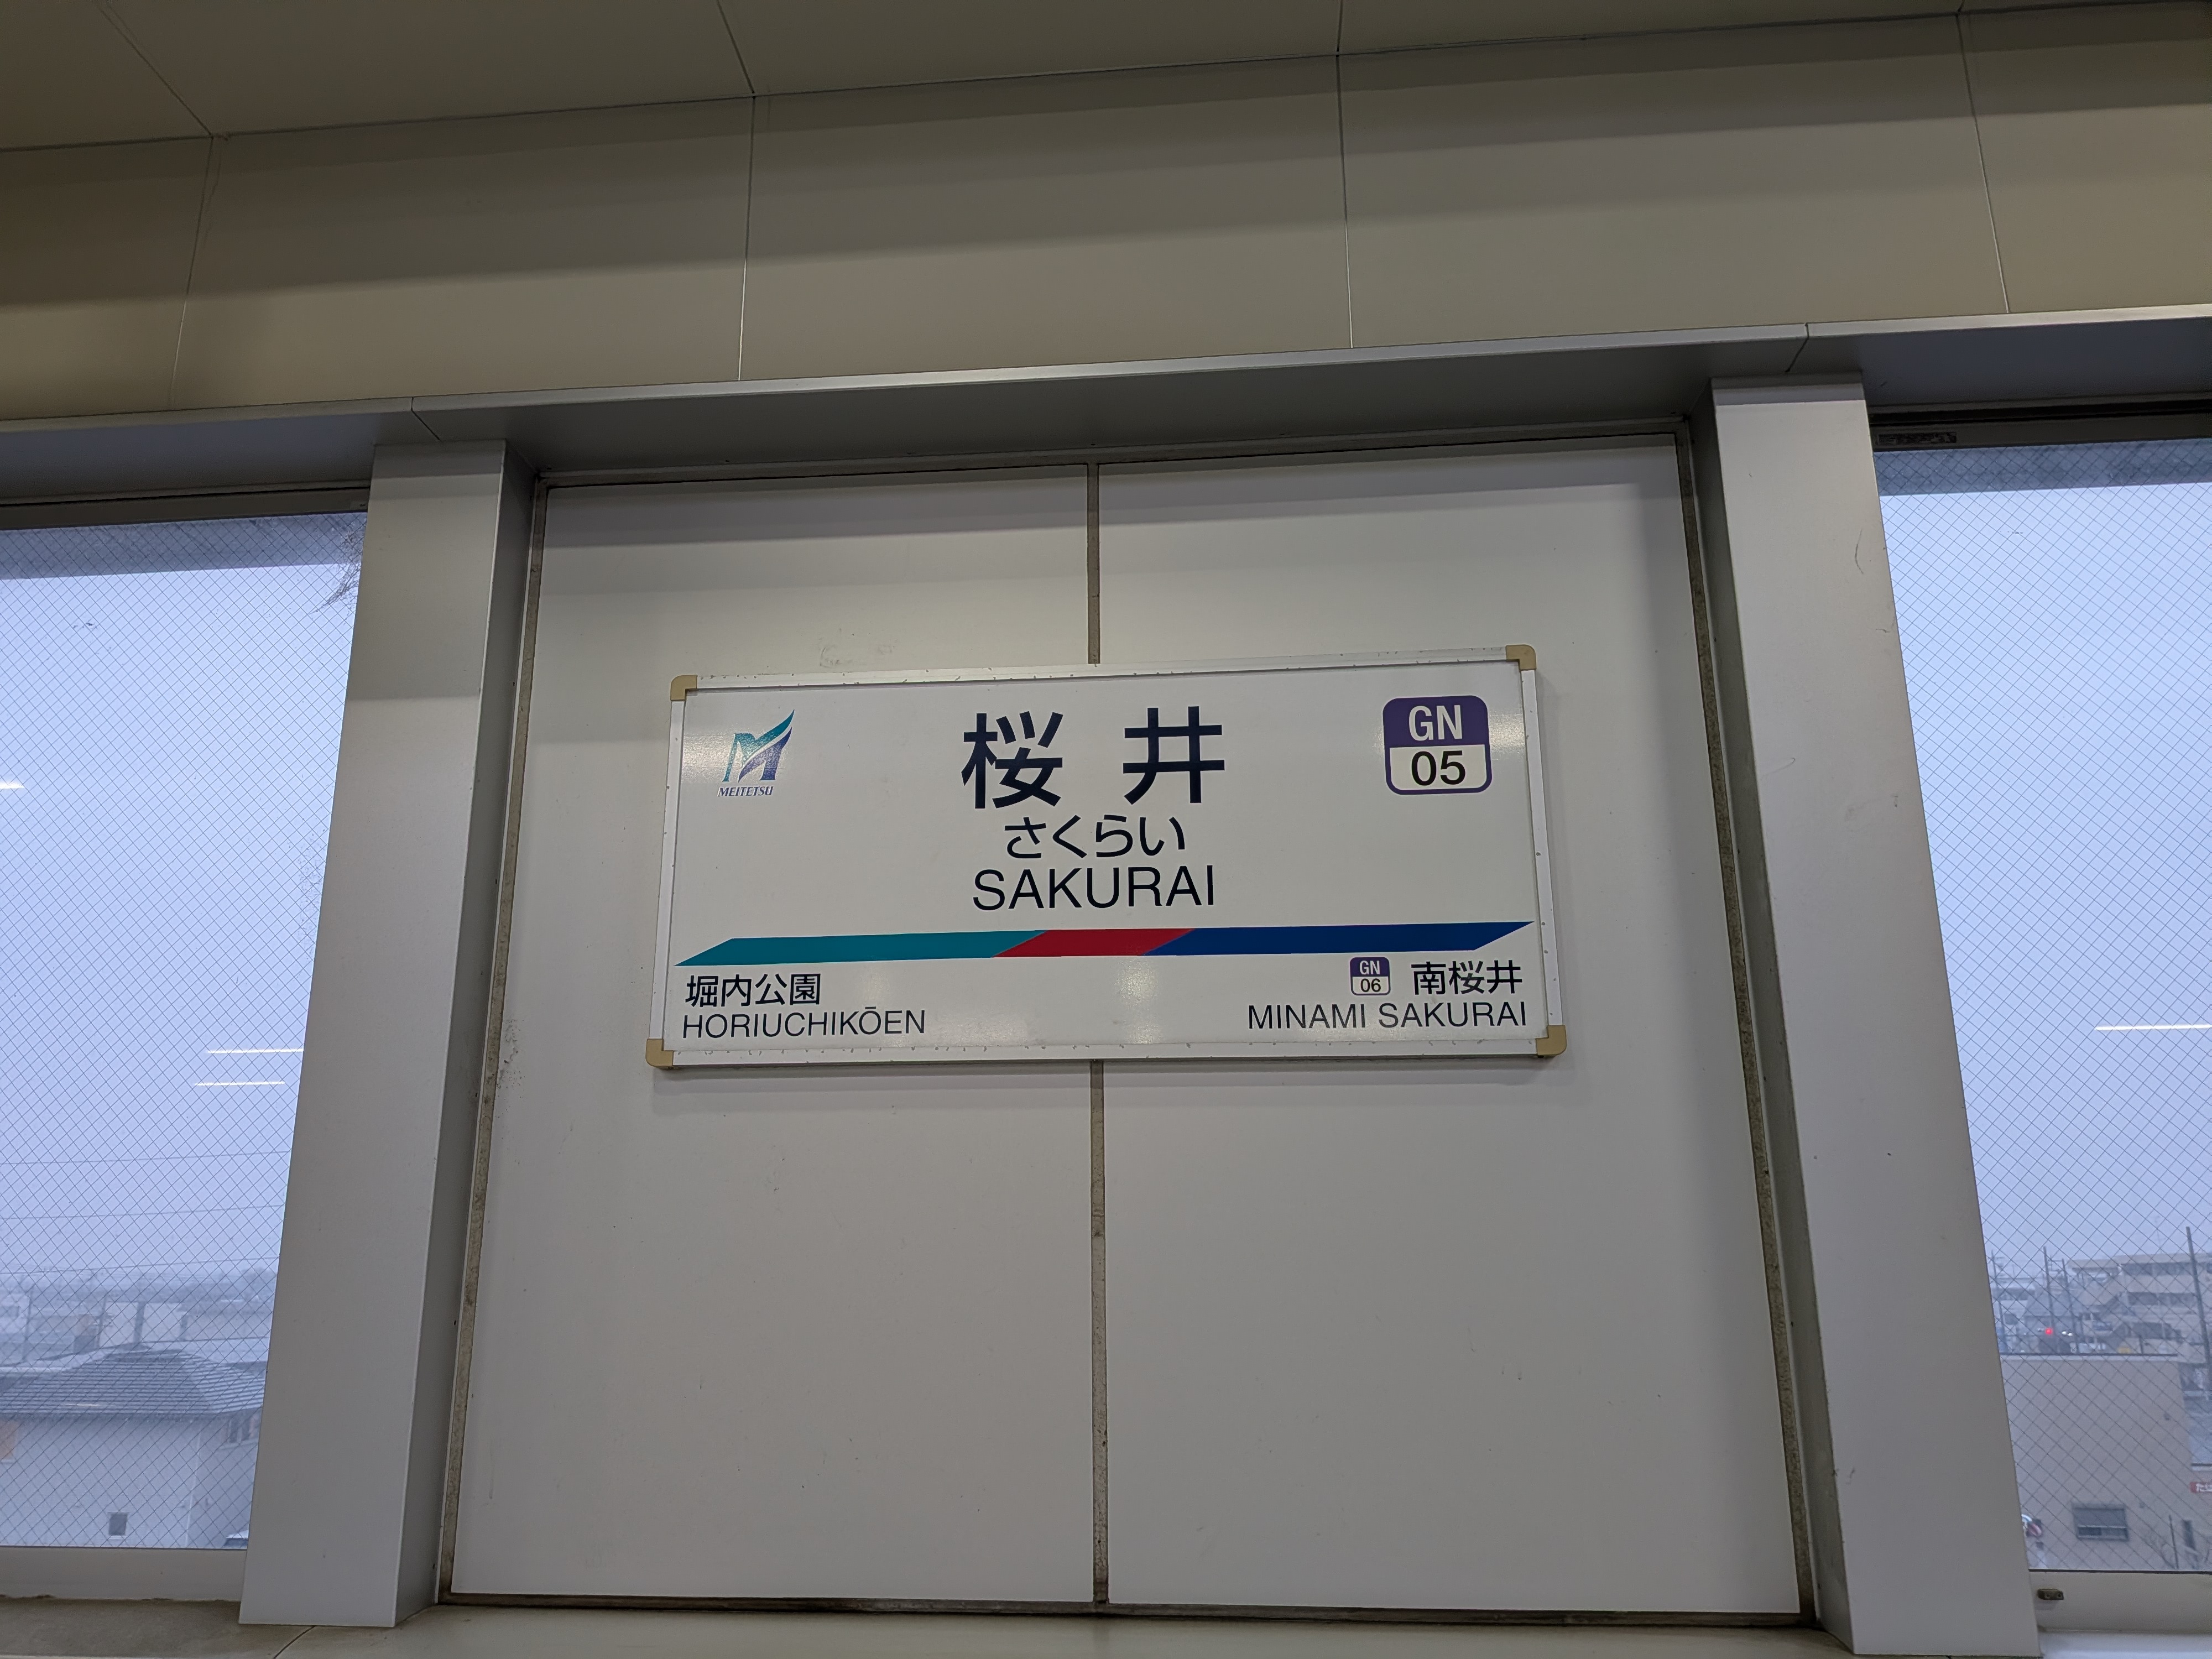 MEITETSU
桜井
GN
05
さくらい
SAKURAI
堀内公園
HORIUCHIKŌEN
GN
06
南桜井
MINAMI SAKURAI